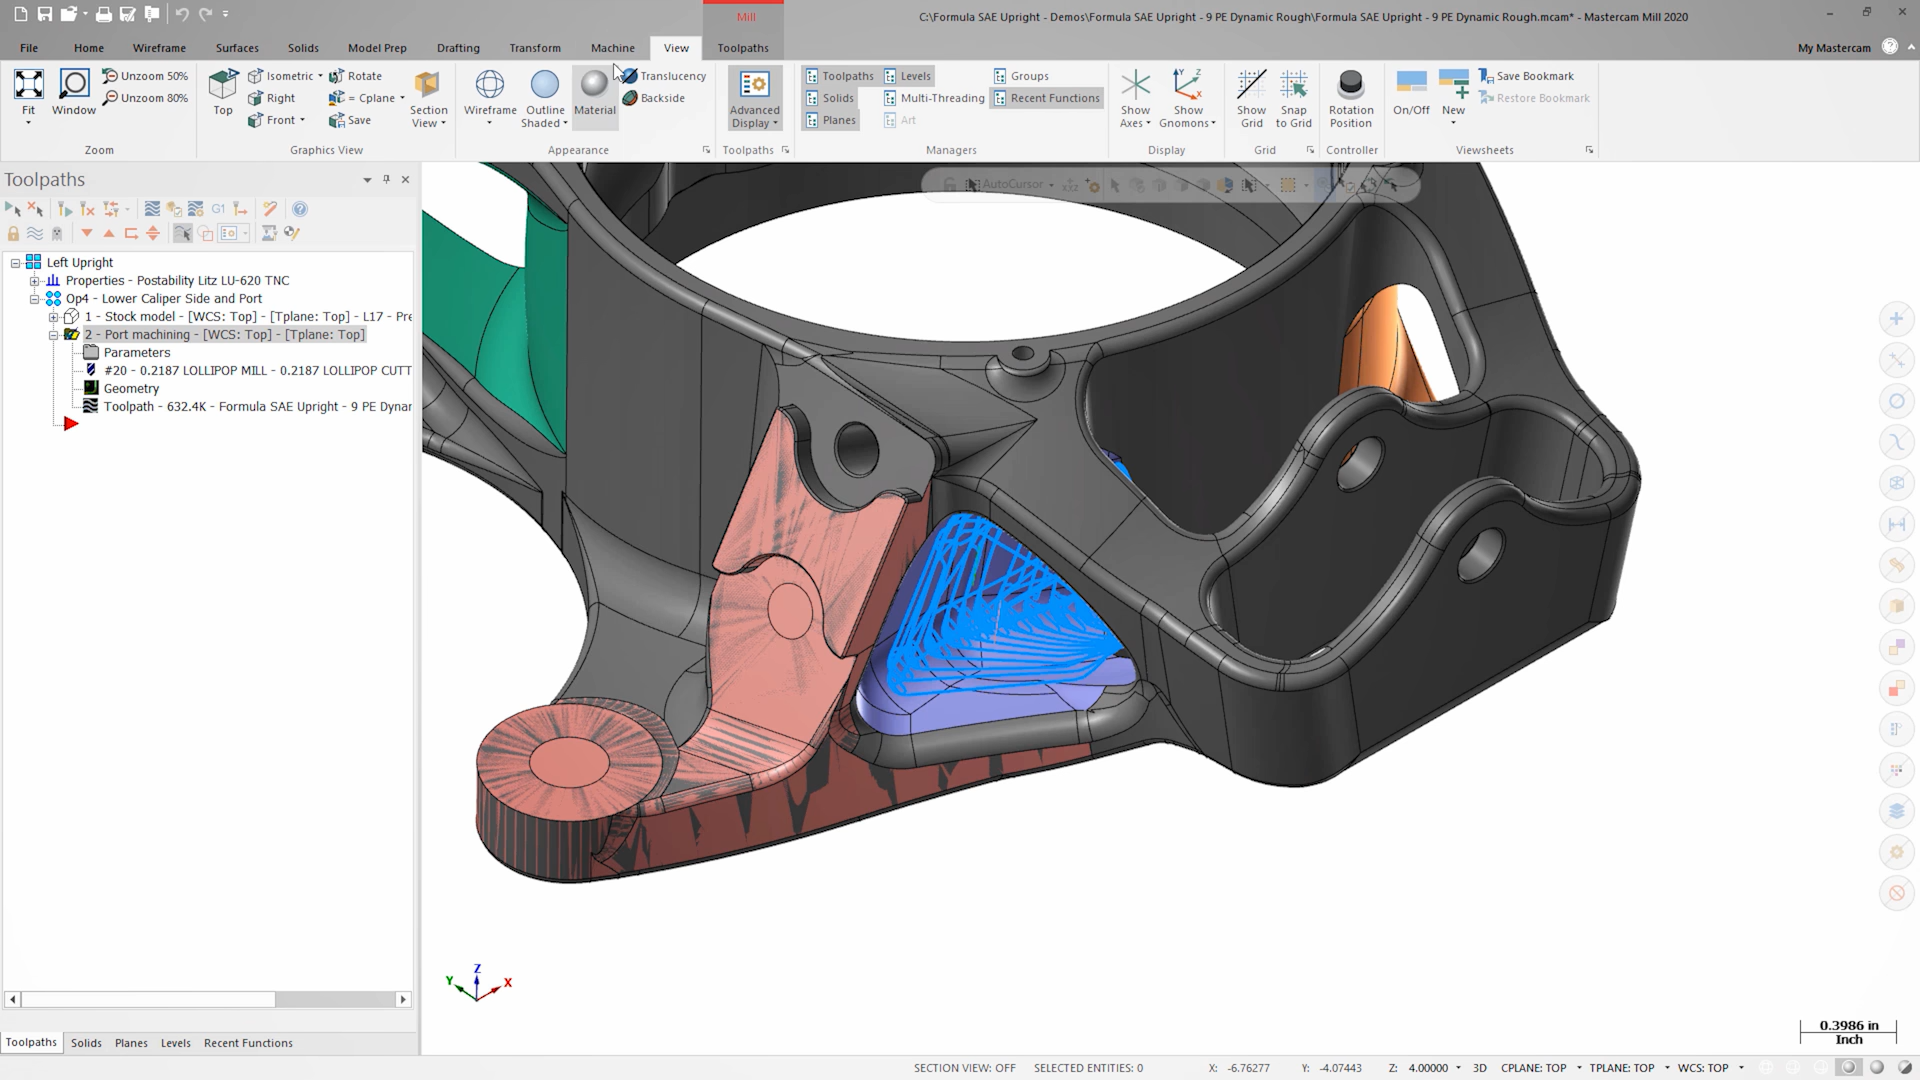 Mill
C:\Formula SAE Upright - Demos\Formula SAE Upright - 9 PE Dynamic Rough\Formula SAE Upright - 9 PE Dynamic Rough.mcam* - Mastercam Mill 2020
File Home Wireframe Surfaces Solids Model Prep Drafting Transform Machine View Toolpaths My Mastercam
Fit
Window
Unzoom 50%
Unzoom 80%
Zoom
Top
Isometric
Right
Front
Rotate
= Cplane
Save
Section View
Graphics View
Wireframe
Outline Shaded
Material
Translucency
Backside
Appearance
Advanced Display
Toolpaths
Toolpaths
Solids
Planes
Levels
Multi-Threading
Art
Groups
Recent Functions
Managers
Show Axes
Show Gnomons
Display
Show Grid
Snap to Grid
Grid
Rotation Position
Controller
On/Off
New
Save Bookmark
Restore Bookmark
Viewsheets
Toolpaths
G1
AutoCursor
Left Upright
Properties - Postability Litz LU-620 TNC
Op4 - Lower Caliper Side and Port
1 - Stock model - [WCS: Top] - [Tplane: Top] - L17 - Pre
2 - Port machining - [WCS: Top] - [Tplane: Top]
Parameters
#20 - 0.2187 LOLLIPOP MILL - 0.2187 LOLLIPOP CUTT
Geometry
Toolpath - 632.4K - Formula SAE Upright - 9 PE Dynar
Z
Y
X
0.3986 in
Inch
Toolpaths Solids Planes Levels Recent Functions
SECTION VIEW: OFF SELECTED ENTITIES: 0 X: -6.76277 Y: -4.07443 Z: 4.00000 3D CPLANE: TOP TPLANE: TOP WCS: TOP